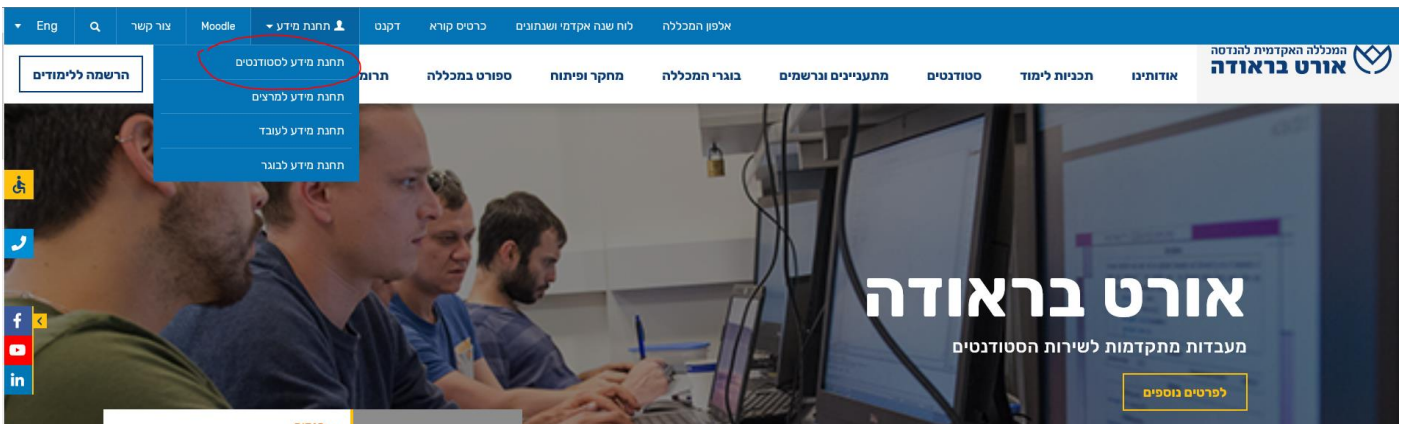 אלפון המכללה
לוח שנה אקדמי ושנתונים
כרטיס קורא
דקנט
תחנת מידע
Moodle
צור קשר
Eng
תחנת מידע לסטודנטים
תחנת מידע למרצים
תחנת מידע לעובד
תחנת מידע לבוגר
המכללה האקדמית להנדסה
אורט בראודה
אודותינו
תכניות לימוד
סטודנטים
מתעניינים ונרשמים
בוגרי המכללה
מחקר ופיתוח
ספורט במכללה
הרשמה ללימודים
אורט בראודה
מעבדות מתקדמות לשירות הסטודנטים
לפרטים נוספים